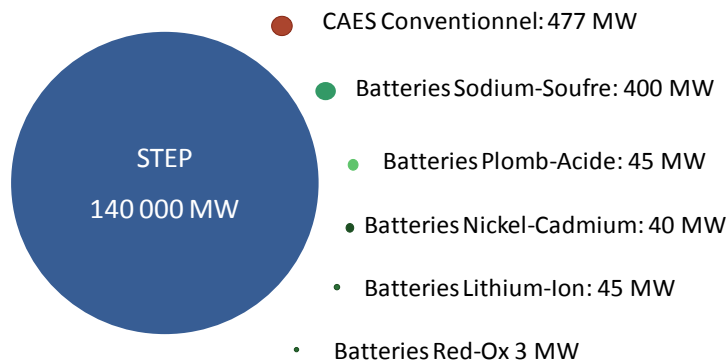 CAES Conventionnel: 477 MW
Batteries Sodium-Soufre: 400 MW
STEP
140 000 MW
Batteries Plomb-Acide: 45 MW
Batteries Nickel-Cadmium: 40 MW
Batteries Lithium-Ion: 45 MW
Batteries Red-Ox 3 MW